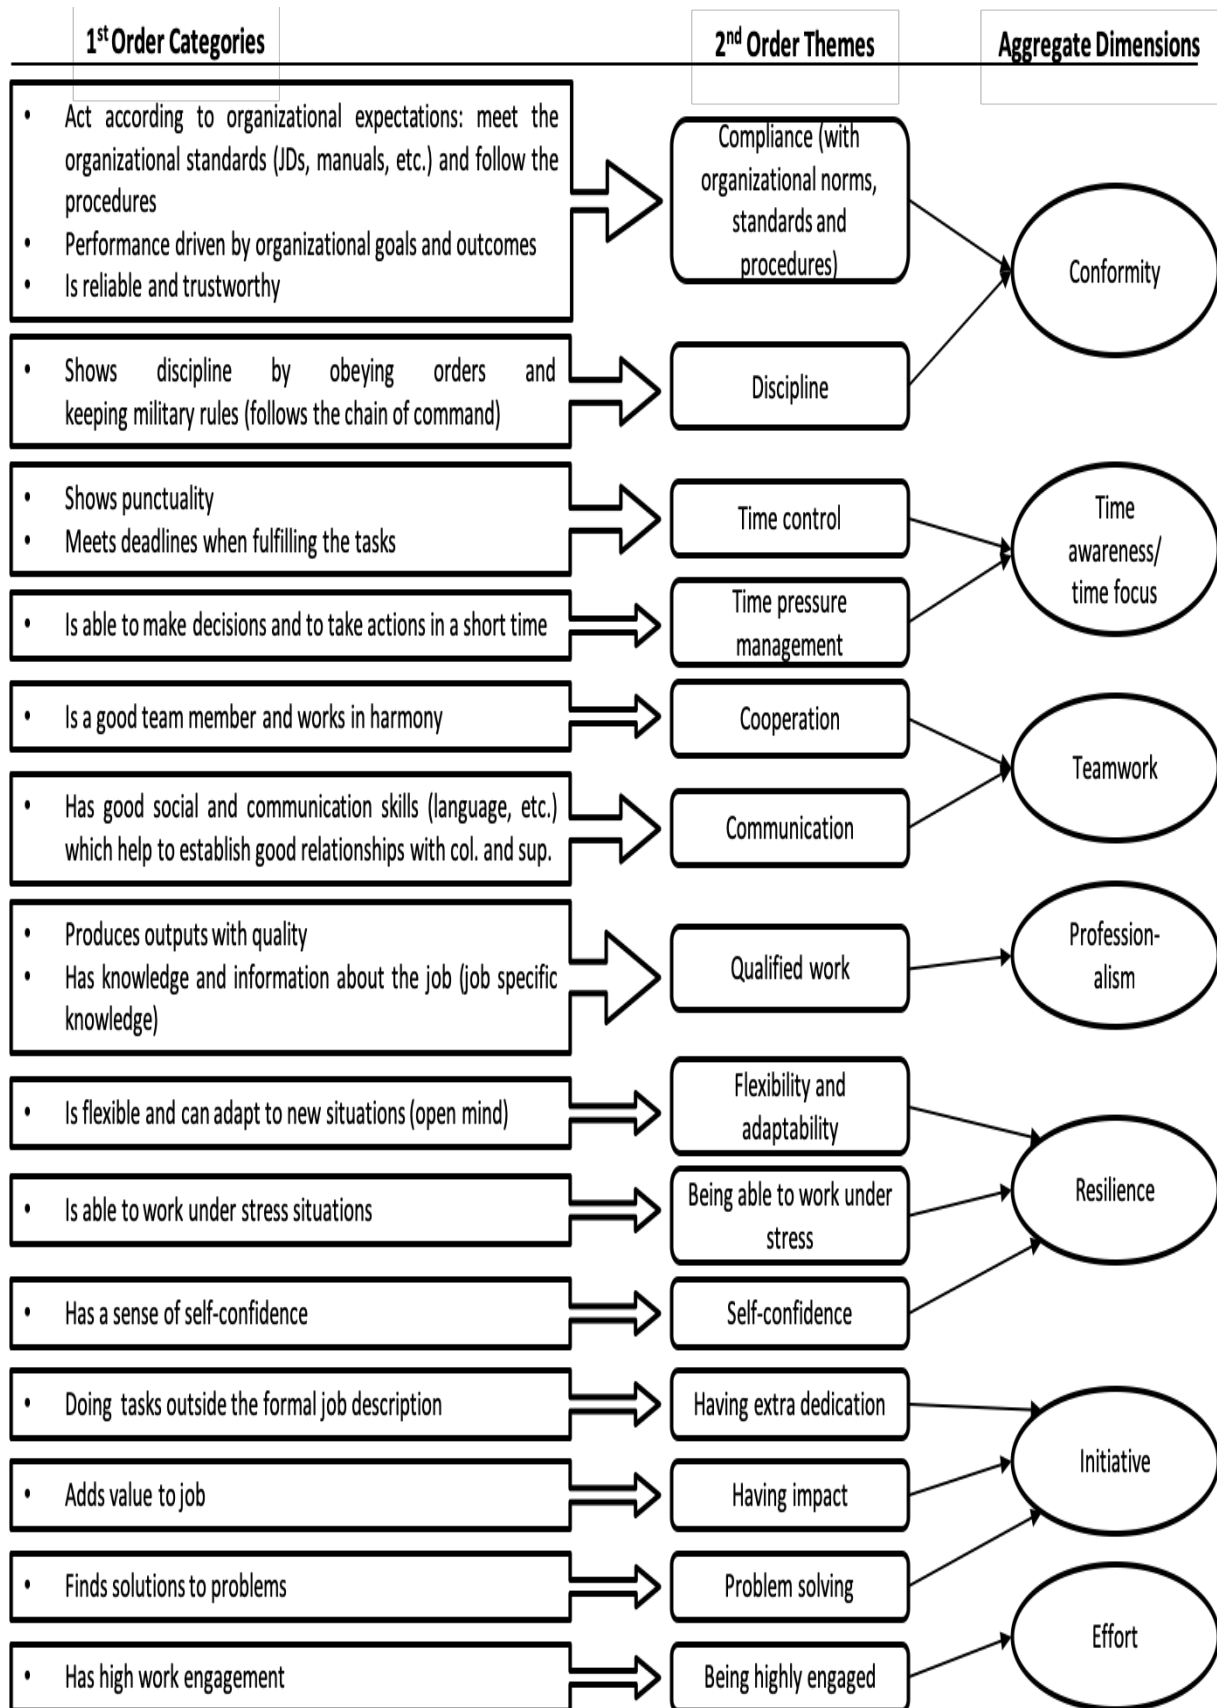 1st Order Categories
2nd Order Themes
Aggregate Dimensions
• Act according to organizational expectations: meet the
organizational standards (JDs, manuals, etc.) and follow the
procedures
• Performance driven by organizational goals and outcomes
• Is reliable and trustworthy
Compliance (with
organizational norms,
standards and
procedures)
Conformity
• Shows discipline by obeying orders and
keeping military rules (follows the chain of command)
Discipline
• Shows punctuality
• Meets deadlines when fulfilling the tasks
Time control
Time
awareness/
time focus
• Is able to make decisions and to take actions in a short time
Time pressure
management
• Is a good team member and works in harmony
Cooperation
Teamwork
• Has good social and communication skills (language, etc.)
which help to establish good relationships with col. and sup.
Communication
• Produces outputs with quality
• Has knowledge and information about the job (job specific
knowledge)
Qualified work
Profession-
alism
• Is flexible and can adapt to new situations (open mind)
Flexibility and
adaptability
Resilience
• Is able to work under stress situations
Being able to work under
stress
• Has a sense of self-confidence
Self-confidence
• Doing tasks outside the formal job description
Having extra dedication
Initiative
• Adds value to job
Having impact
• Finds solutions to problems
Problem solving
Effort
• Has high work engagement
Being highly engaged